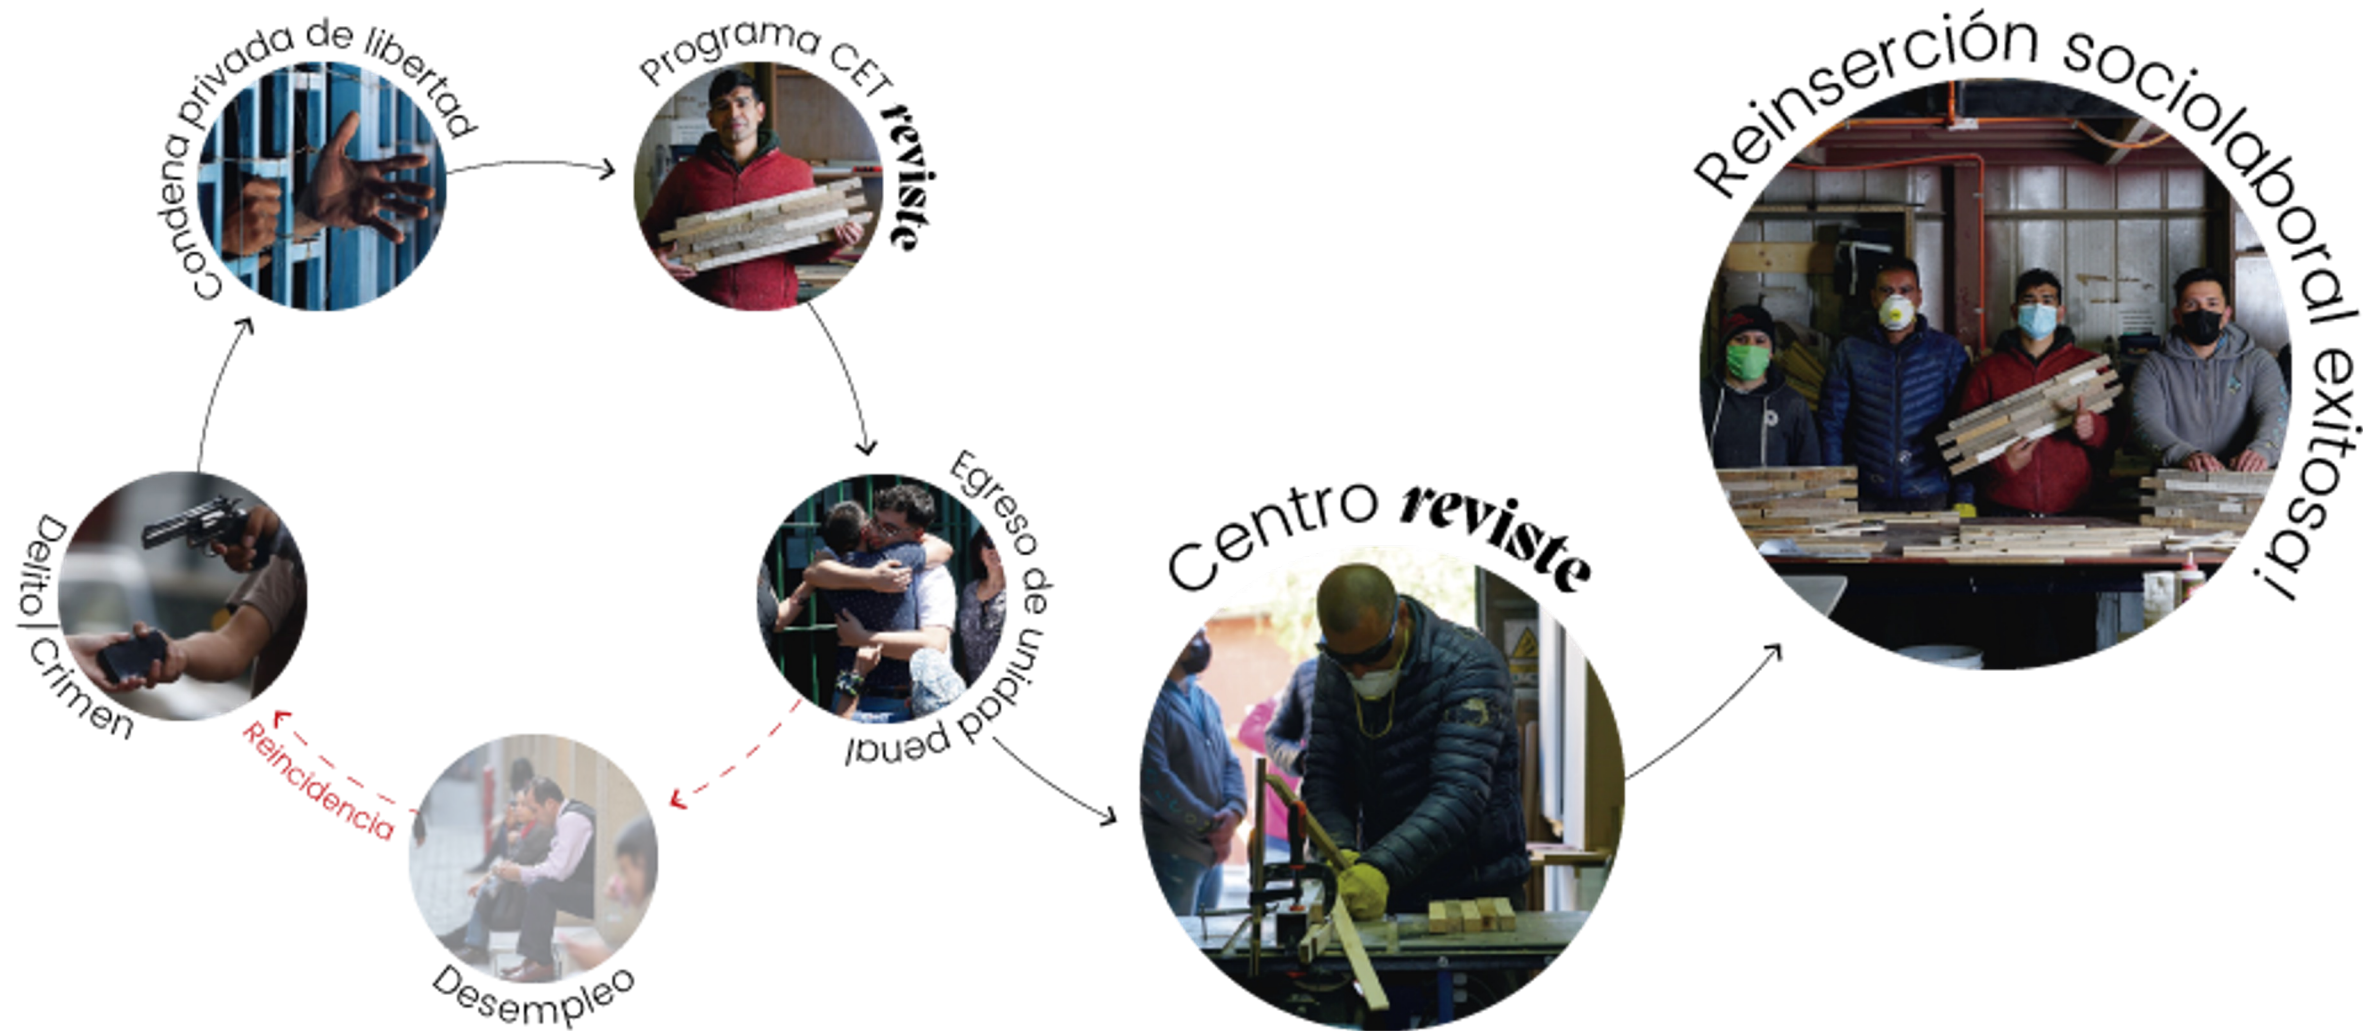 Condena privada de libertad
Programa CET reviste
Egreso de unidad penal
Desempleo
Reincidencia
Delito | Crimen
Centro reviste
Reinserción sociolaboral exitosa!